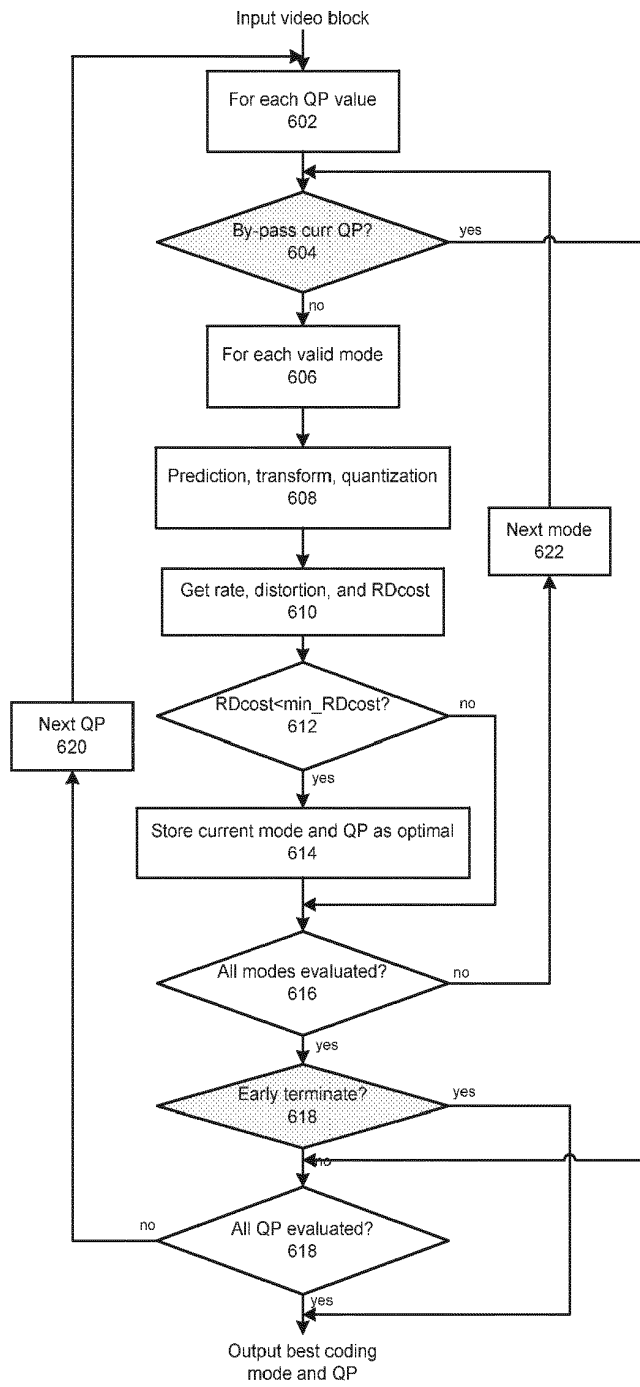 Input video block
For each QP value
602
By-pass curr QP?
604
yes
no
For each valid mode
606
Prediction, transform, quantization
608
Next mode
622
Get rate, distortion, and RDcost
610
RDcost<min_RDcost?
612
no
yes
Next QP
620
Store current mode and QP as optimal
614
All modes evaluated?
616
no
yes
Early terminate?
618
yes
no
All QP evaluated?
618
no
yes
Output best coding
mode and QP